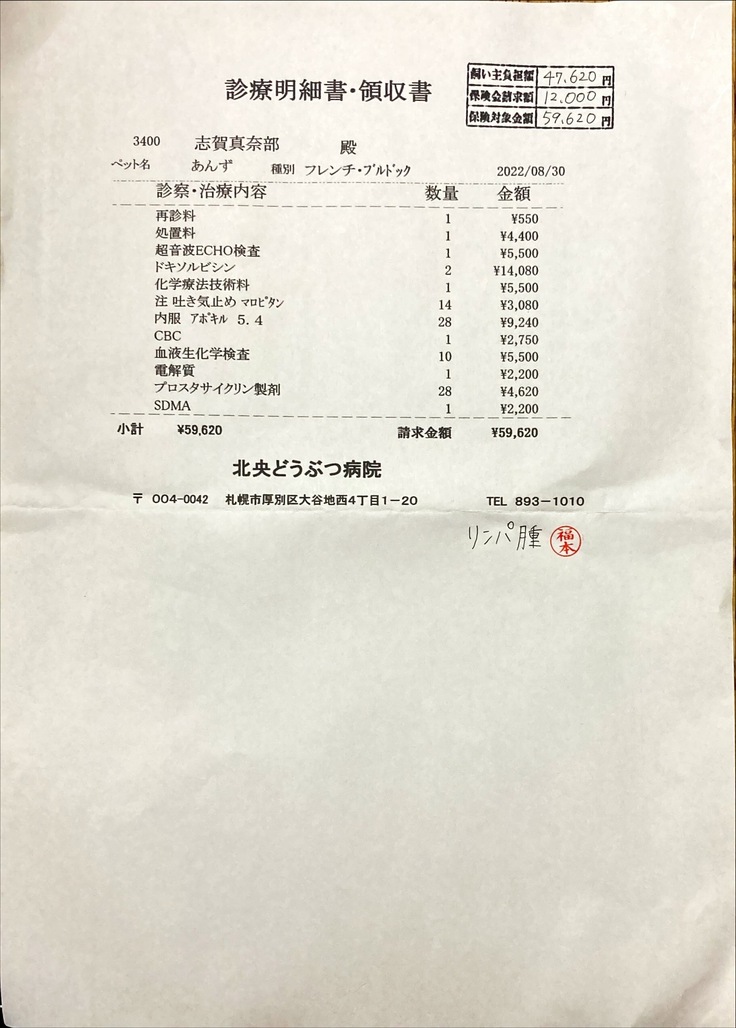 診療明細書・領収書
飼い主負担額 47,620 円
保険金請求額 12,000 円
保険対象金額 59,620 円
3400 志賀真奈部 殿
ペット名 あんず 種別 フレンチ・ブルドック 2022/08/30
診察・治療内容 数量 金額
再診料 1 ¥550
処置料 1 ¥4,400
超音波ECHO検査 1 ¥5,500
ドキソルビシン 2 ¥14,080
化学療法技術料 1 ¥5,500
注 吐き気止め マロピタン 14 ¥3,080
内服 アポキル 5.4 28 ¥9,240
CBC 1 ¥2,750
血液生化学検査 10 ¥5,500
電解質 1 ¥2,200
プロスタサイクリン製剤 28 ¥4,620
SDMA 1 ¥2,200
小計 ¥59,620 請求金額 ¥59,620
北央どうぶつ病院
〒 004-0042 札幌市厚別区大谷地西4丁目1-20 TEL 893-1010
リンパ腫 福本